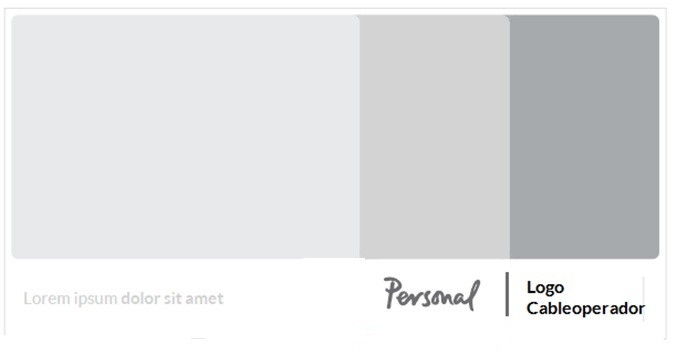 Lorem ipsum dolor sit amet
Personal
Logo
Cableoperador